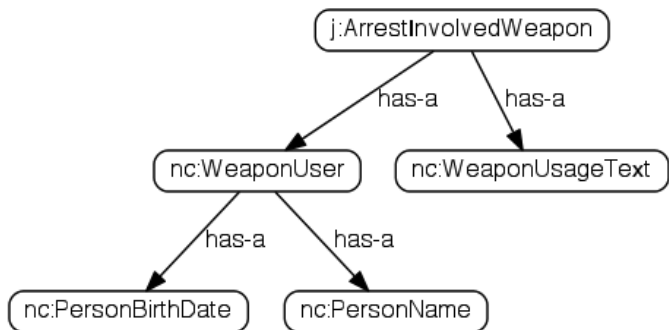 j:ArrestInvolvedWeapon
has-a
has-a
nc:WeaponUser
nc:WeaponUsageText
has-a
has-a
nc:PersonBirthDate
nc:PersonName